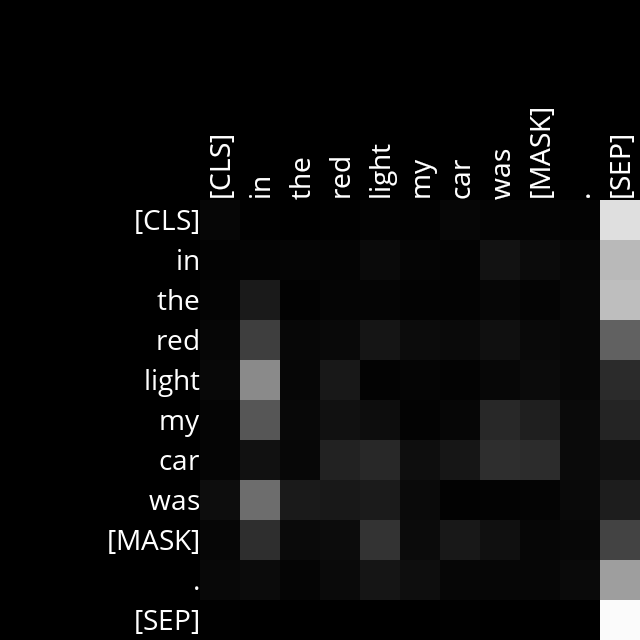 [CLS] in the red light my car was [MASK] . [SEP]
[CLS]
in
the
red
light
my
car
was
[MASK]
.
[SEP]